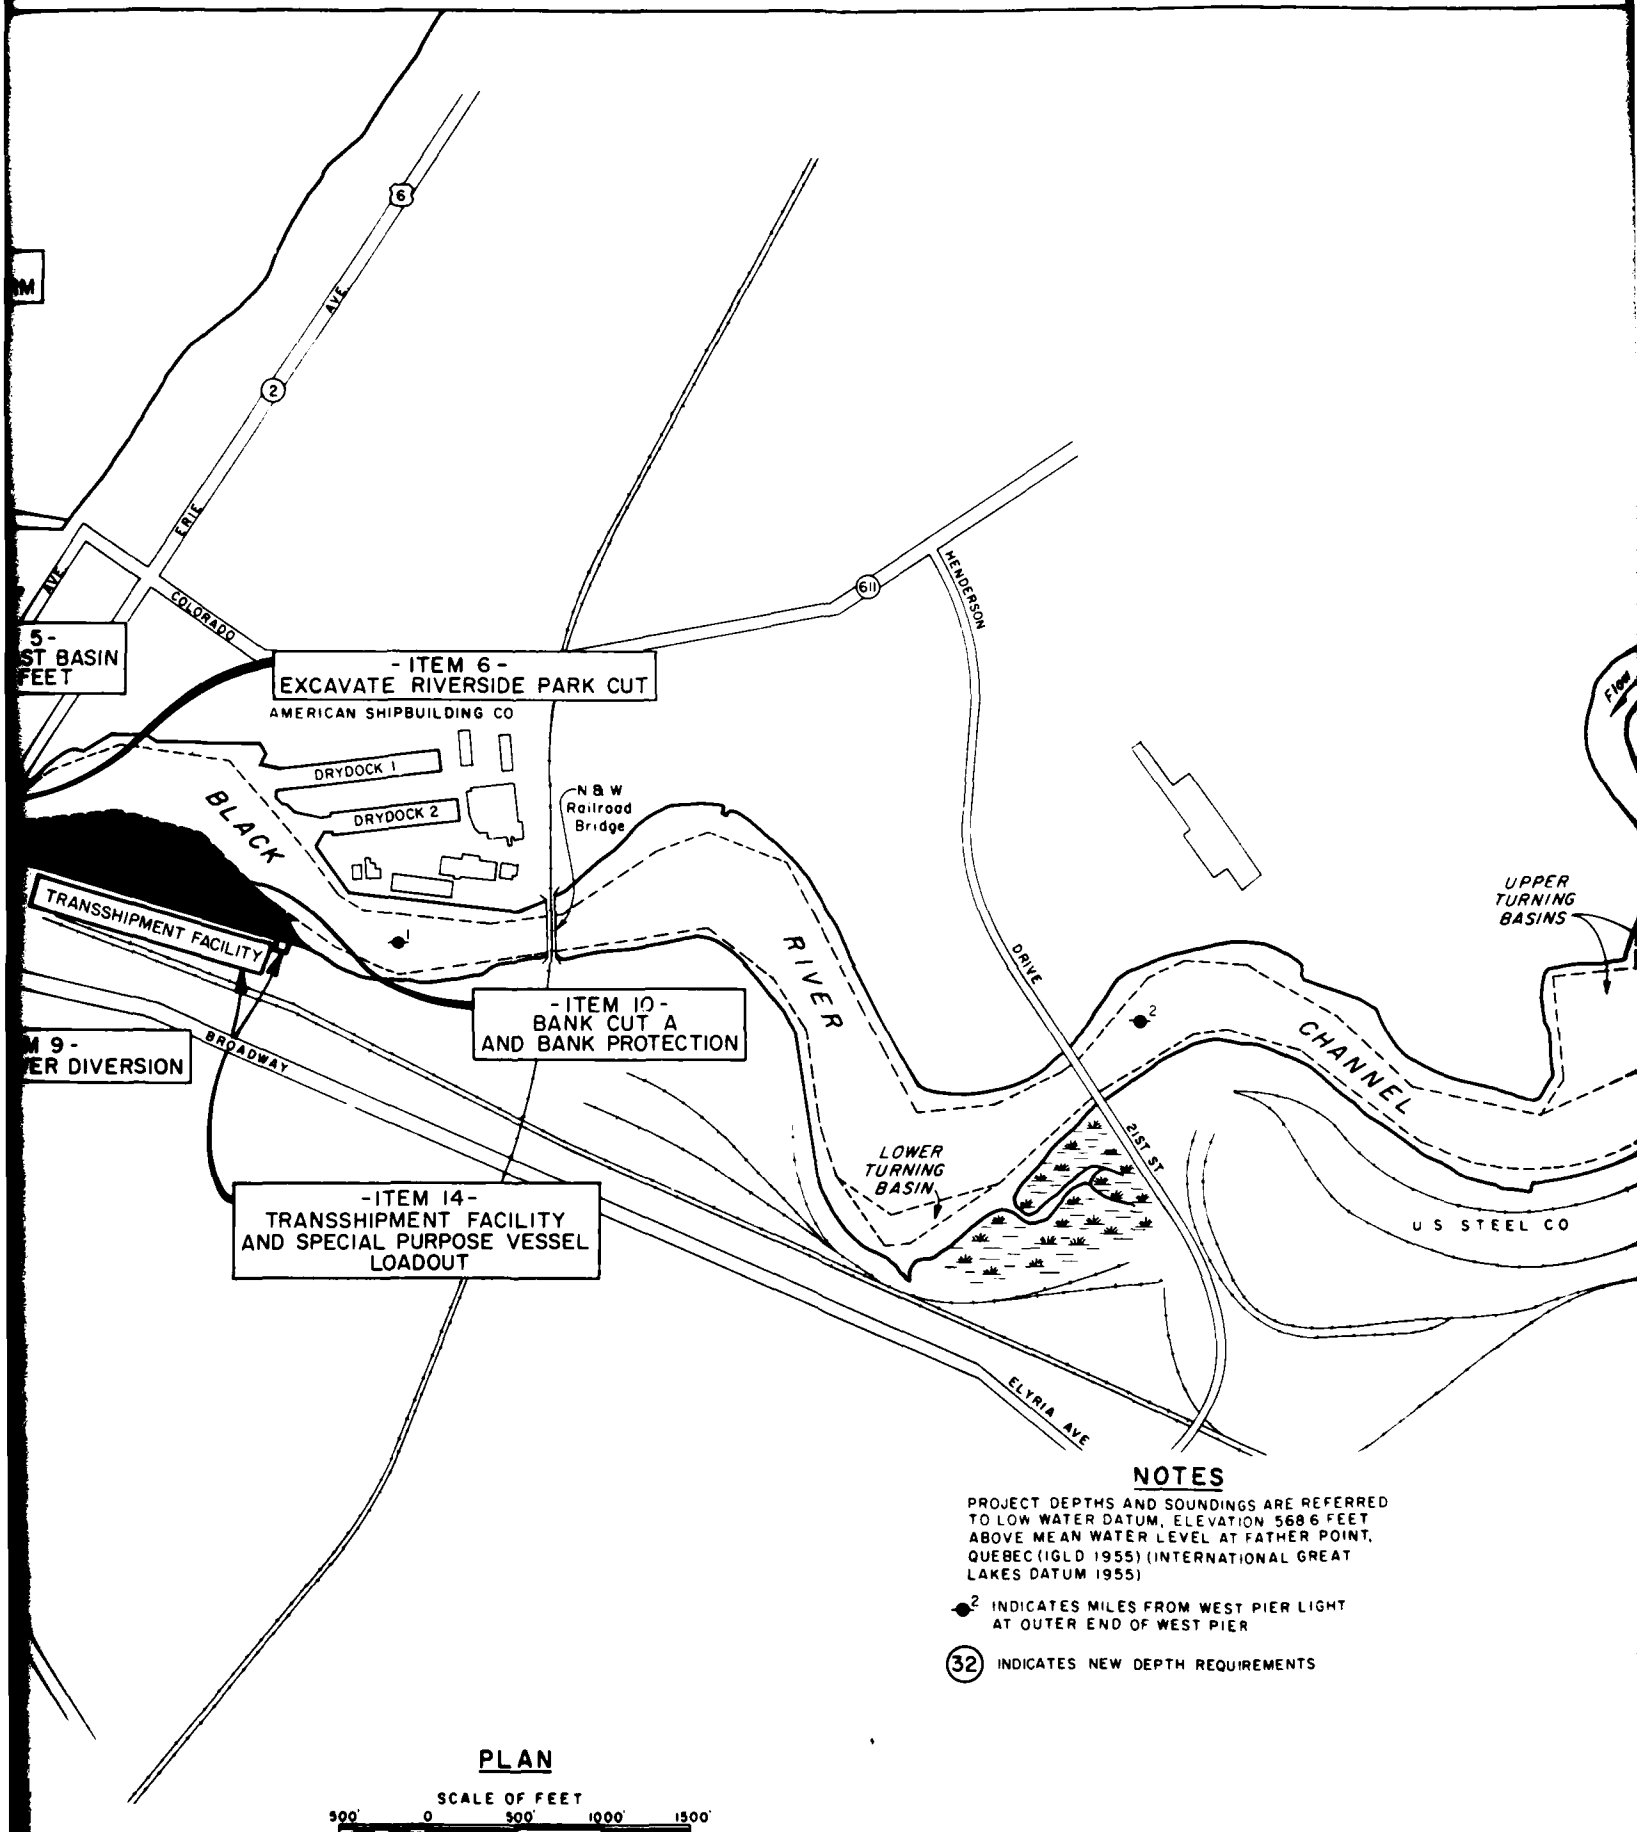 6
AVE.
2
ERIE
AVE.
COLORADO
611
HENDERSON
5-
ST BASIN
FEET
-ITEM 6-
EXCAVATE RIVERSIDE PARK CUT
AMERICAN SHIPBUILDING CO
DRYDOCK 1
DRYDOCK 2
N & W
Railroad
Bridge
Flow
BLACK
RIVER
CHANNEL
UPPER
TURNING
BASINS
TRANSSHIPMENT FACILITY
1
2
DRIVE
-ITEM 10-
BANK CUT A
AND BANK PROTECTION
M 9-
ER DIVERSION
BROADWAY
21ST ST
LOWER
TURNING
BASIN
U S STEEL CO
-ITEM 14-
TRANSSHIPMENT FACILITY
AND SPECIAL PURPOSE VESSEL
LOADOUT
ELYRIA AVE
NOTES
PROJECT DEPTHS AND SOUNDINGS ARE REFERRED
TO LOW WATER DATUM, ELEVATION 568 6 FEET
ABOVE MEAN WATER LEVEL AT FATHER POINT,
QUEBEC (IGLD 1955) (INTERNATIONAL GREAT
LAKES DATUM 1955)
2 INDICATES MILES FROM WEST PIER LIGHT
AT OUTER END OF WEST PIER
32 INDICATES NEW DEPTH REQUIREMENTS
PLAN
SCALE OF FEET
500' 0 500' 1000' 1500'